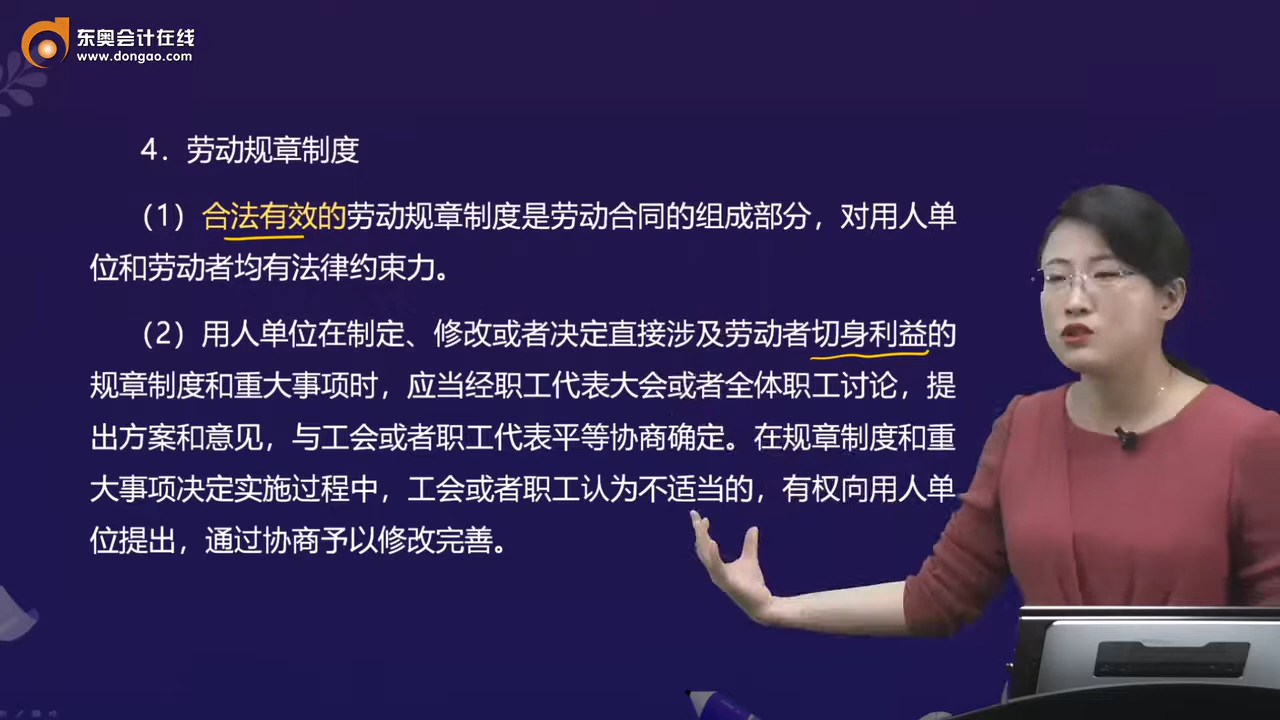 东奥会计在线
www.dongao.com
4．劳动规章制度
（1）合法有效的劳动规章制度是劳动合同的组成部分，对用人单
位和劳动者均有法律约束力。
（2）用人单位在制定、修改或者决定直接涉及劳动者切身利益的
规章制度和重大事项时，应当经职工代表大会或者全体职工讨论，提
出方案和意见，与工会或者职工代表平等协商确定。在规章制度和重
大事项决定实施过程中，工会或者职工认为不适当的，有权向用人单
位提出，通过协商予以修改完善。